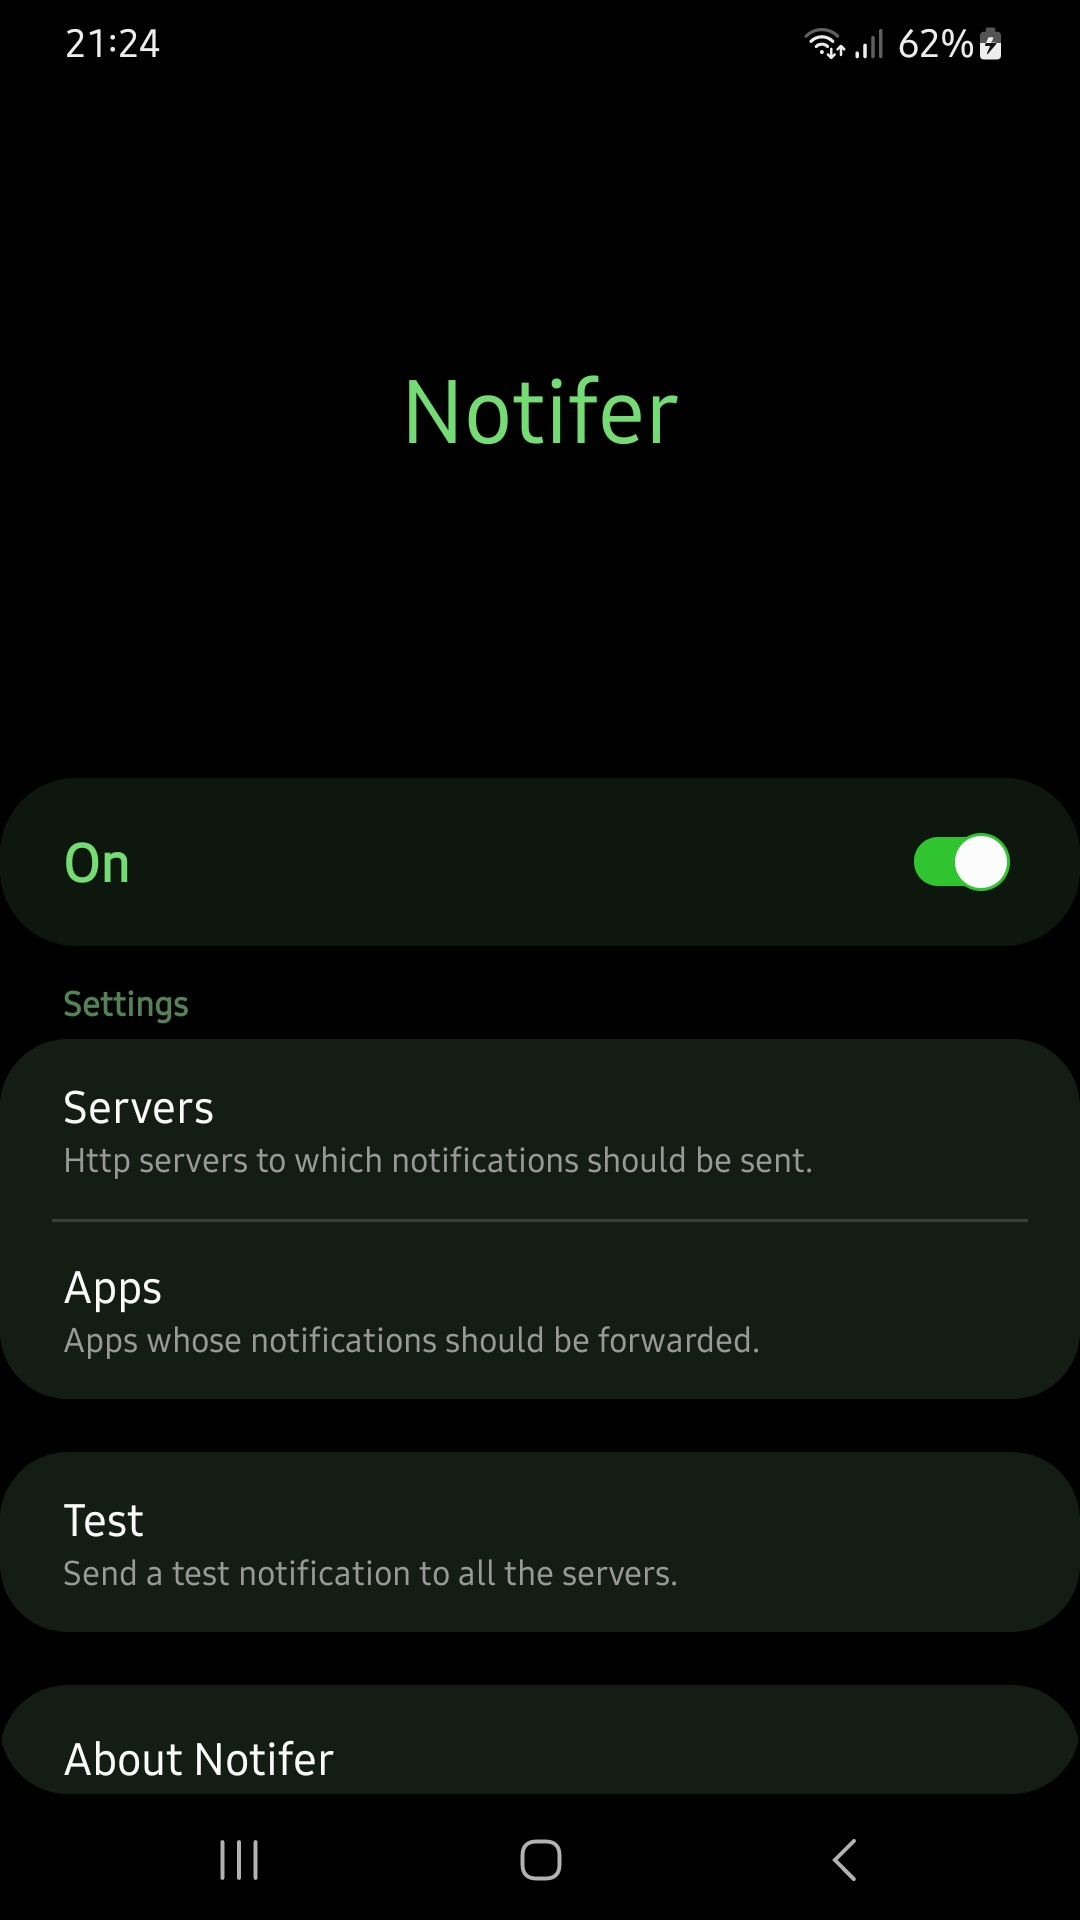 21:24 62%
Notifer
On
Settings
Servers
Http servers to which notifications should be sent.
Apps
Apps whose notifications should be forwarded.
Test
Send a test notification to all the servers.
About Notifer